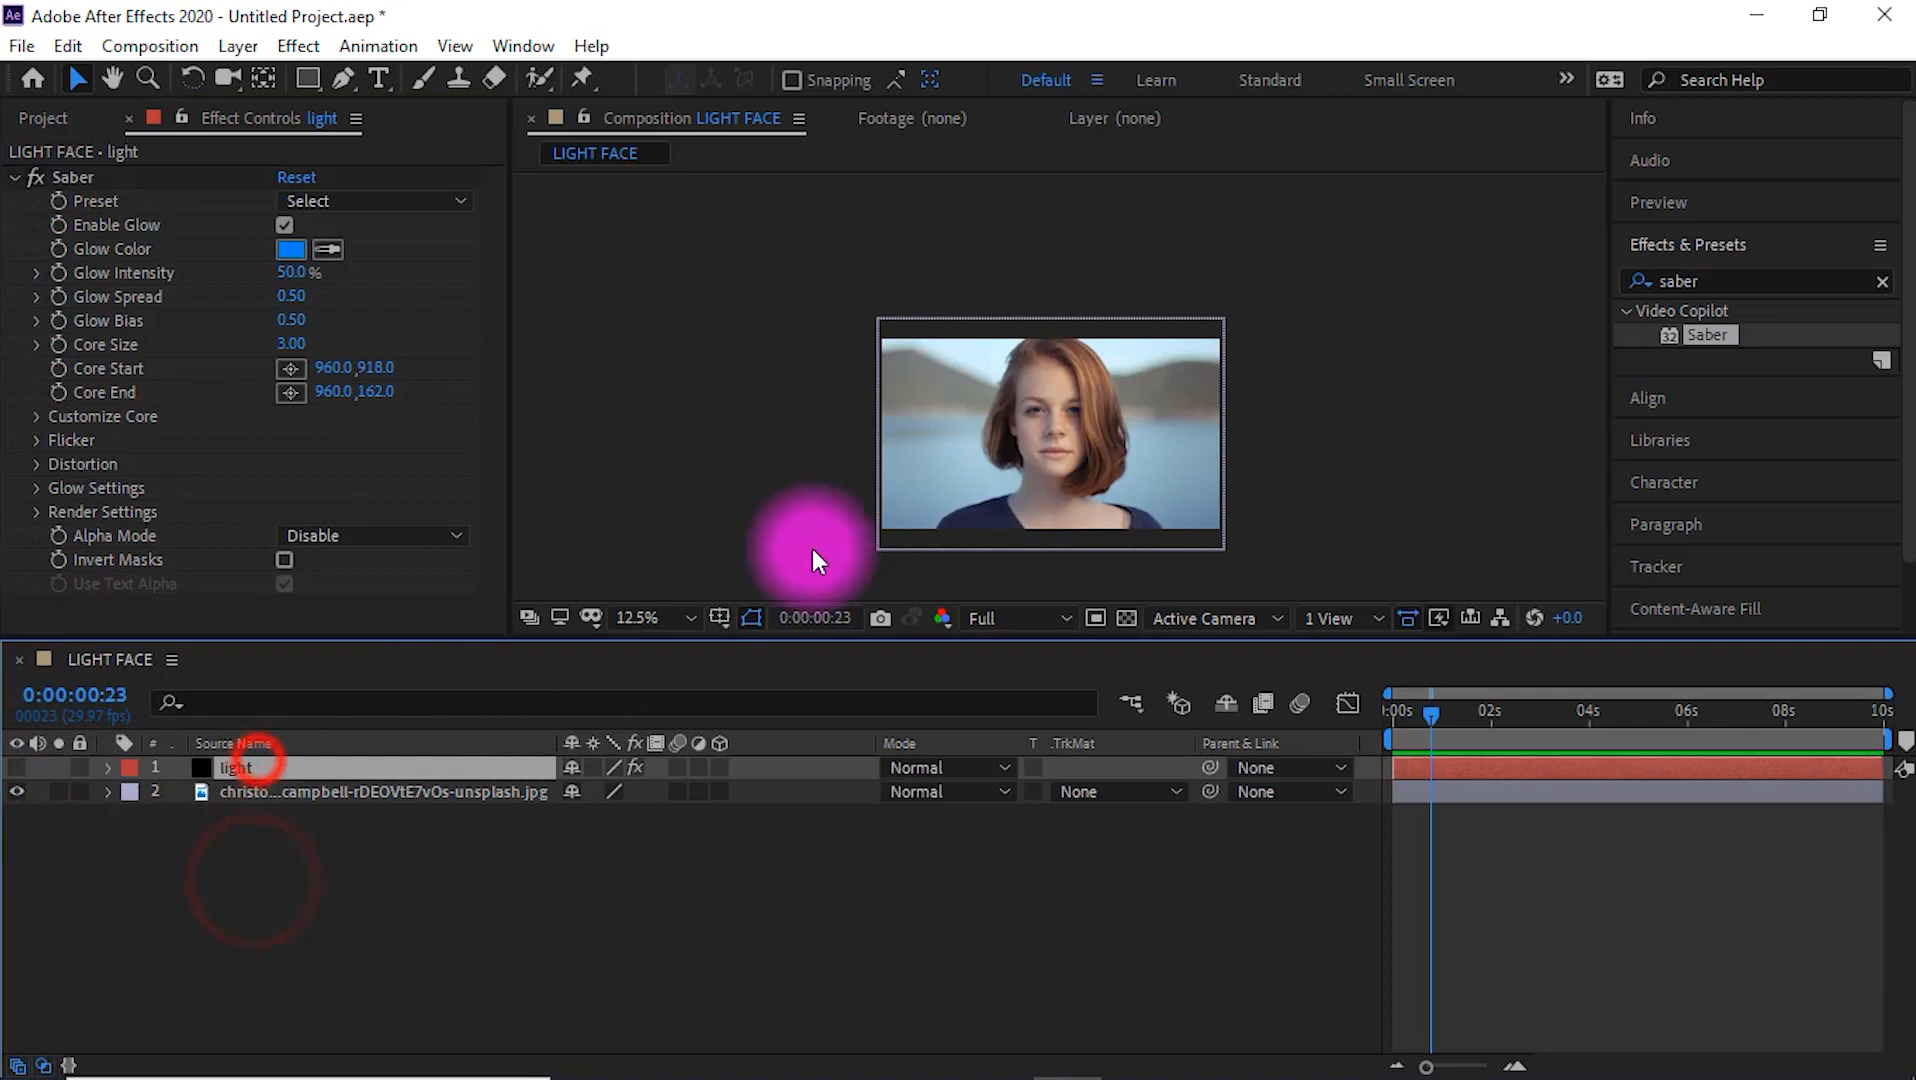 Adobe After Effects 2020 - Untitled Project.aep *
File Edit Composition Layer Effect Animation View Window Help
Snapping Default Learn Standard Small Screen Search Help
Project Effect Controls light
LIGHT FACE • light
fx Saber Reset
Preset Select
Enable Glow
Glow Color
Glow Intensity 50.0 %
Glow Spread 0.50
Glow Bias 0.50
Core Size 3.00
Core Start 960.0 ,918.0
Core End 960.0 ,162.0
Customize Core
Flicker
Distortion
Glow Settings
Render Settings
Alpha Mode Disable
Invert Masks
Use Text Alpha
Composition LIGHT FACE Footage (none) Layer (none)
LIGHT FACE
12.5% 0:00:00:23 Full Active Camera 1 View +0.0
Info
Audio
Preview
Effects & Presets
saber
Video Copilot
32 Saber
Align
Libraries
Character
Paragraph
Tracker
Content-Aware Fill
LIGHT FACE
0:00:00:23
00023 (29.97 fps)
:00s 02s 04s 06s 08s 10s
# Source Name fx Mode T .TrkMat Parent & Link
1 light fx Normal None
2 christo...campbell-rDEOVtE7vOs-unsplash.jpg Normal None None